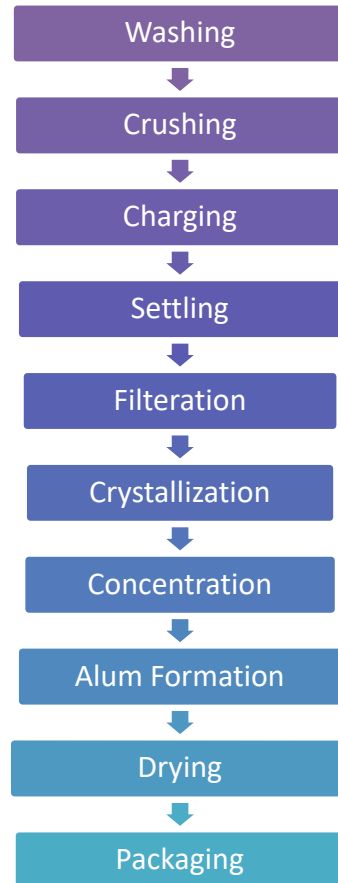 Washing
Crushing
Charging
Settling
Filteration
Crystallization
Concentration
Alum Formation
Drying
Packaging